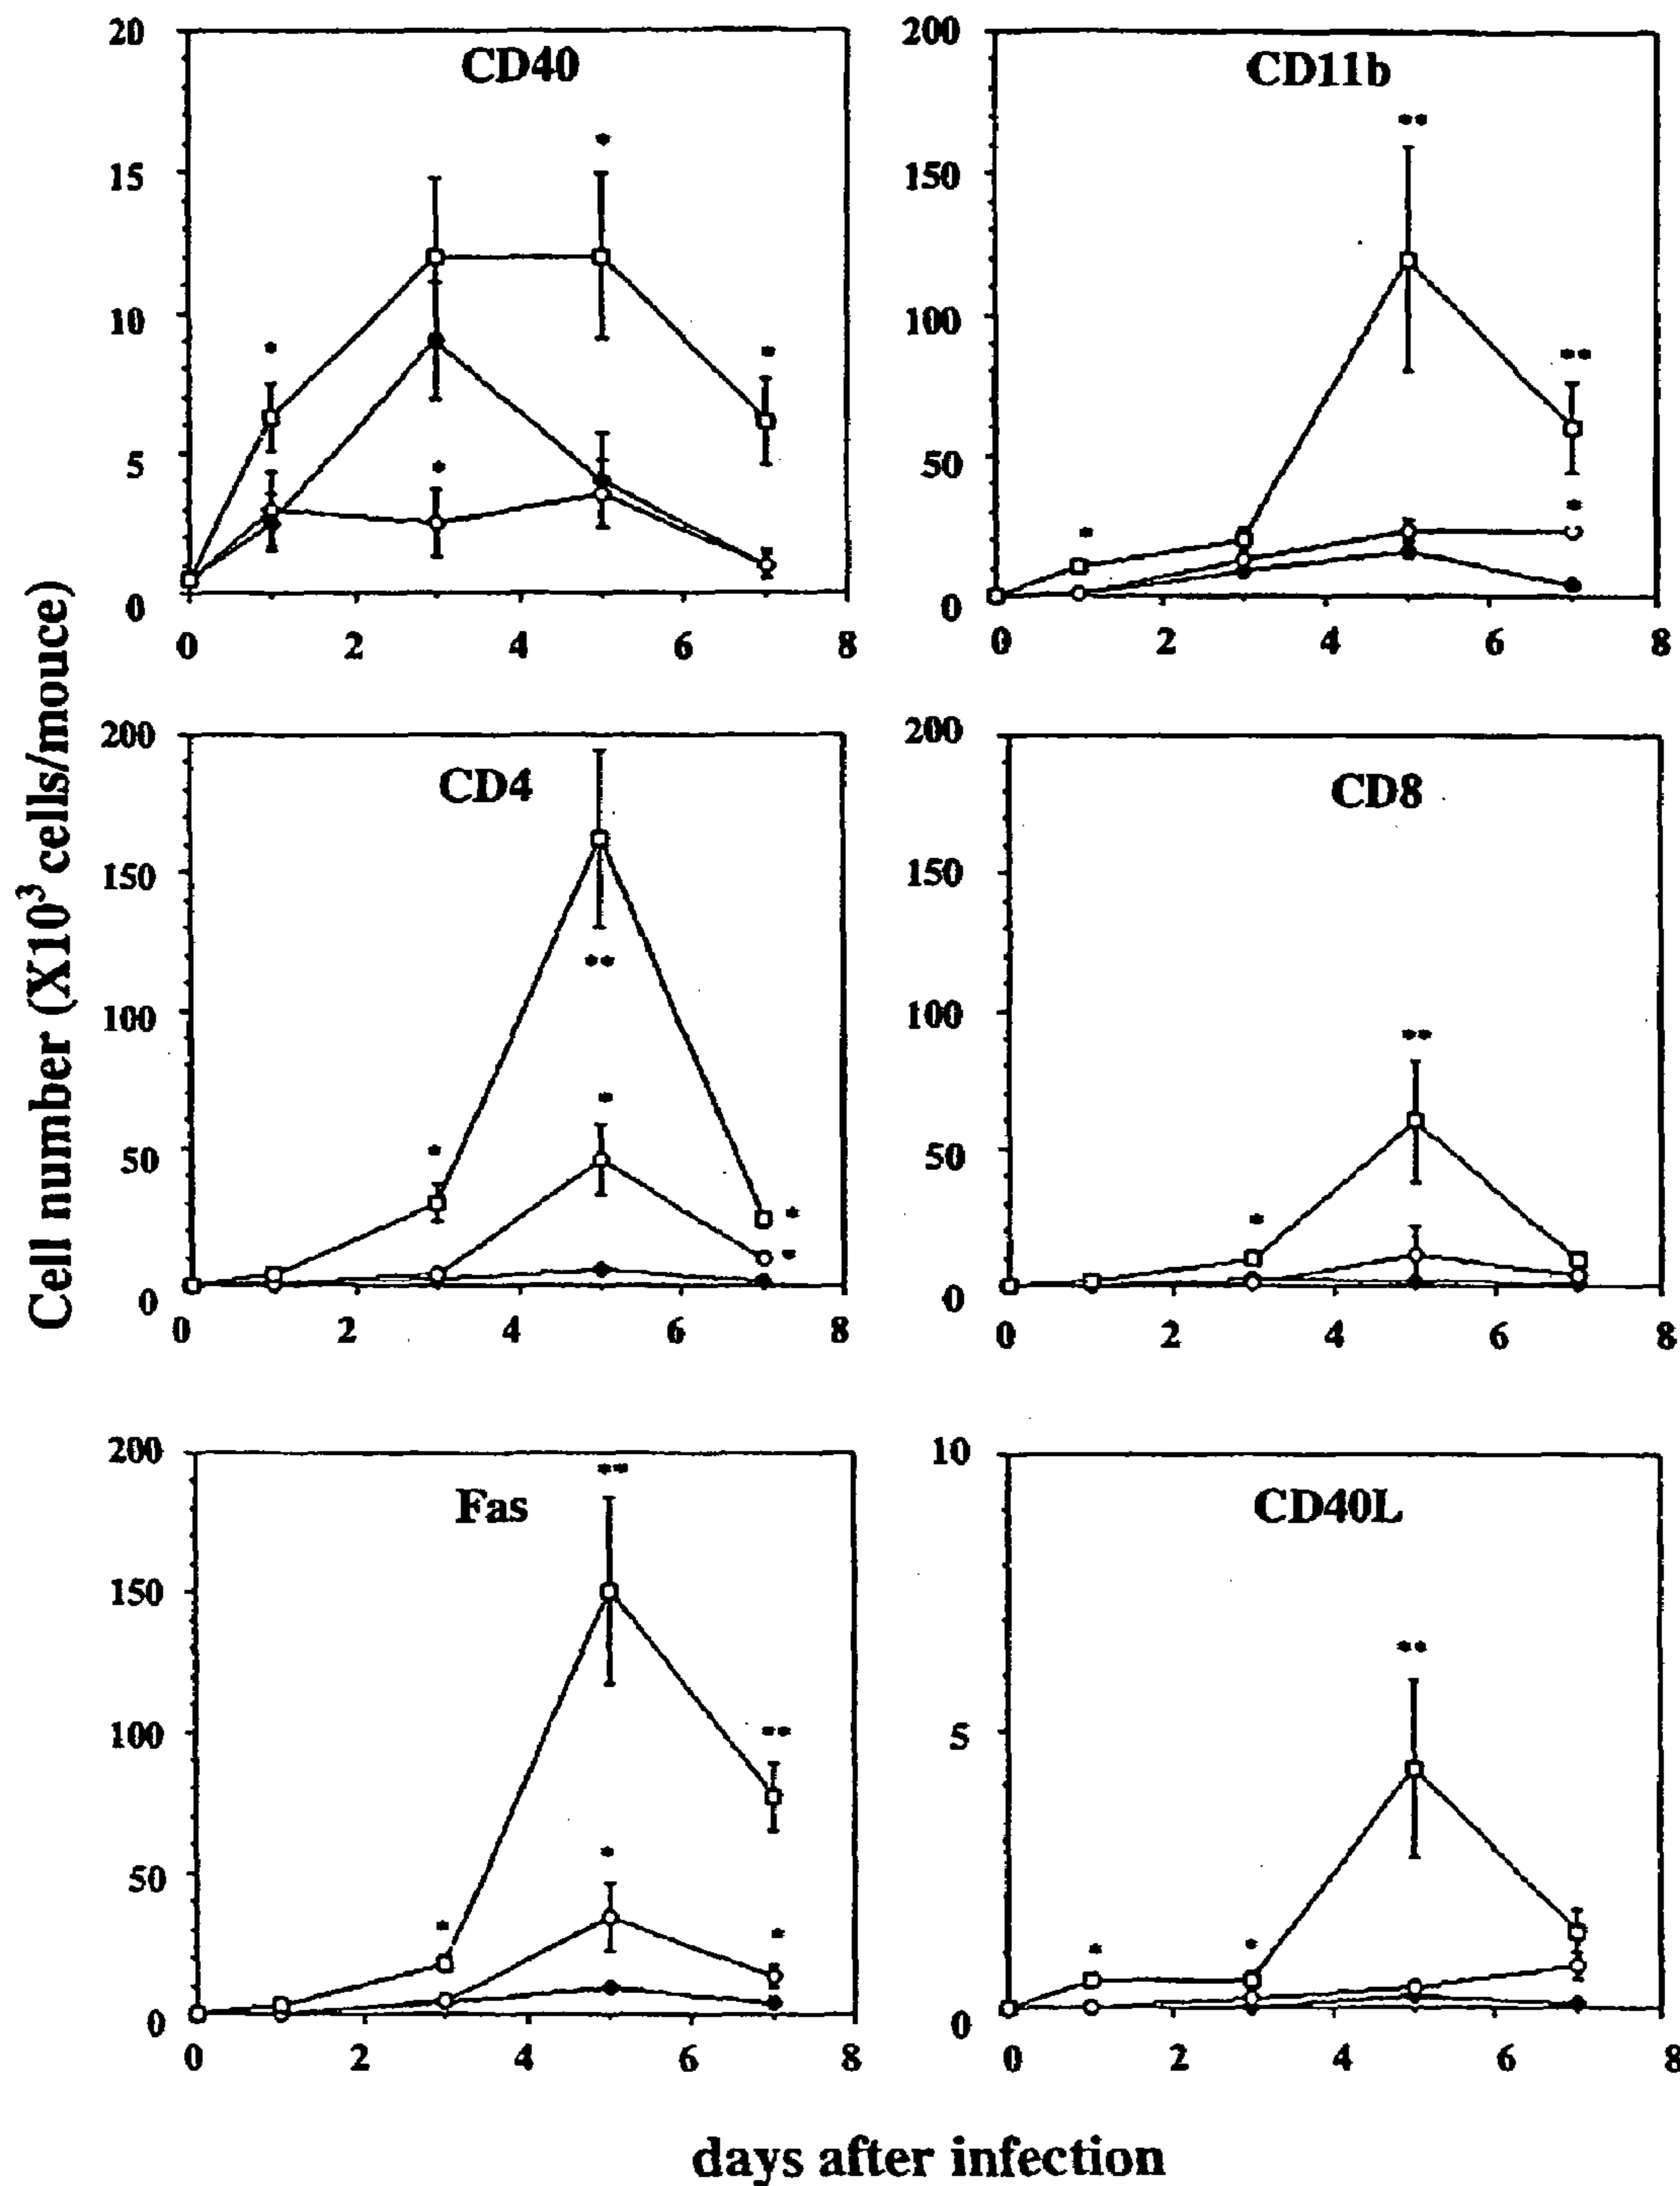 Cell number (X10³ cells/mouce)
CD40
20
15
10
5
0
0 2 4 6 8
* * * *
CD11b
200
150
100
50
0
0 2 4 6 8
* ** ** *
CD4
200
150
100
50
0
0 2 4 6 8
* ** * * *
CD8
200
150
100
50
0
0 2 4 6 8
* **
Fas
200
150
100
50
0
0 2 4 6 8
* ** * ** *
CD40L
10
5
0
0 2 4 6 8
* * **
days after infection